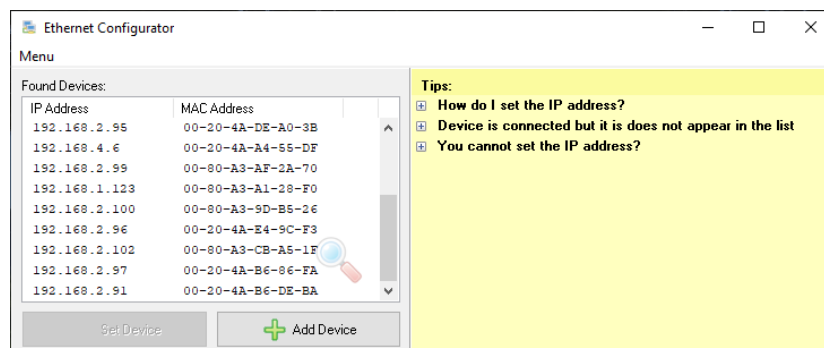 Ethernet Configurator
Menu
Found Devices:
IP Address MAC Address
192.168.2.95 00-20-4A-DE-A0-3B
192.168.4.6 00-20-4A-A4-55-DF
192.168.2.99 00-80-A3-AF-2A-70
192.168.1.123 00-80-A3-A1-28-F0
192.168.2.100 00-80-A3-9D-B5-26
192.168.2.96 00-20-4A-E4-9C-F3
192.168.2.102 00-80-A3-CB-A5-1F
192.168.2.97 00-20-4A-B6-86-FA
192.168.2.91 00-20-4A-B6-DE-BA
Set Device Add Device
Tips:
How do I set the IP address?
Device is connected but it is does not appear in the list
You cannot set the IP address?